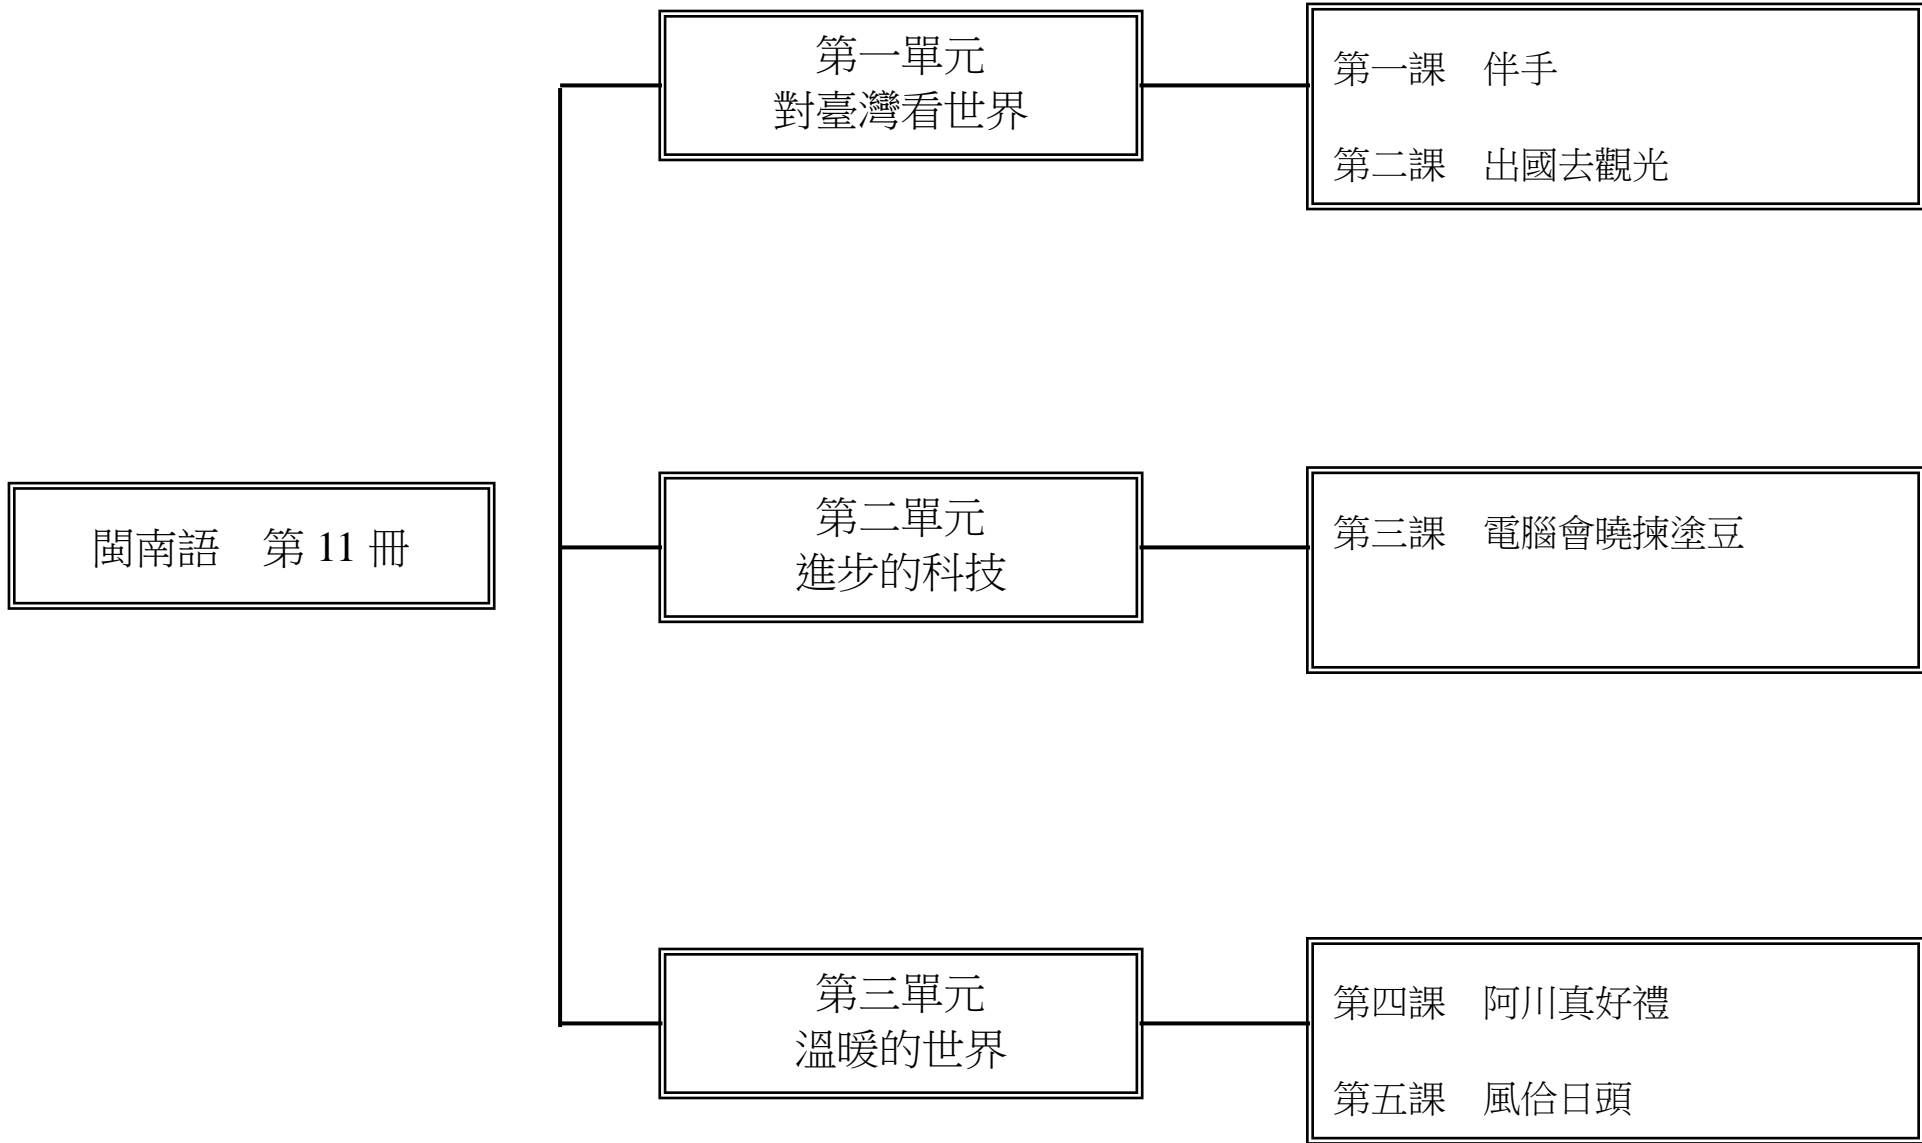 閩南語　第 11 冊
第一單元
對臺灣看世界
第一課　伴手
第二課　出國去觀光
第二單元
進步的科技
第三課　電腦會曉揀塗豆
第三單元
溫暖的世界
第四課　阿川真好禮
第五課　風佮日頭